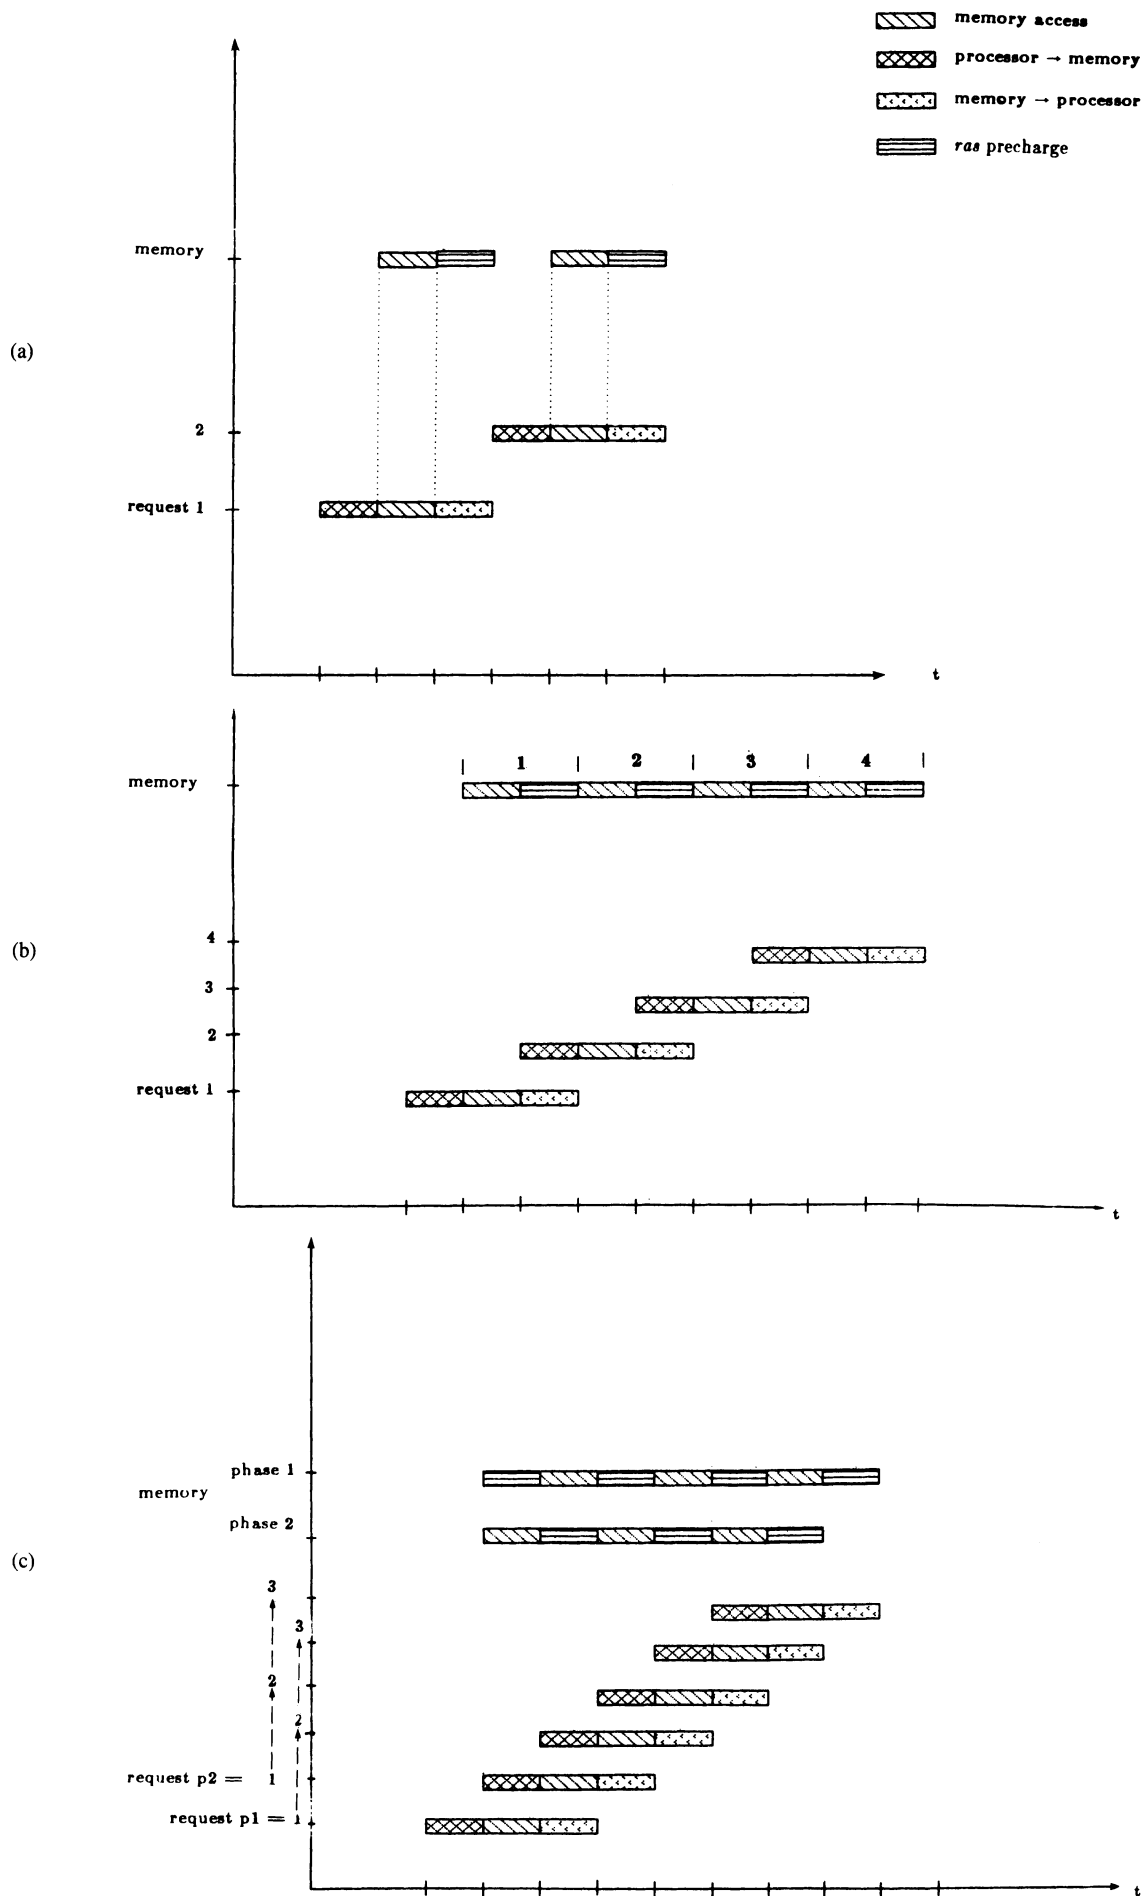 memory access
processor → memory
memory → processor
ras precharge
memory
(a)
2
request 1
t
1 2 3 4
memory
(b)
4
3
2
request 1
t
phase 1
memory
phase 2
(c)
3
3
2
2
request p2 = 1
request p1 = 1
t